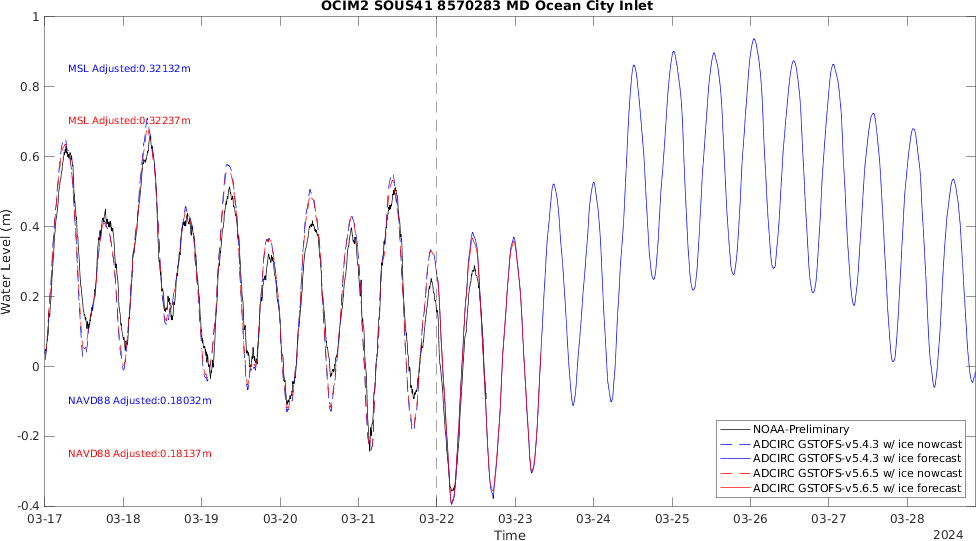 OCIM2 SOUS41 8570283 MD Ocean City Inlet
1
0.8
0.6
0.4
0.2
0
-0.2
-0.4
Water Level (m)
MSL Adjusted:0.32132m
MSL Adjusted:0.32237m
NAVD88 Adjusted:0.18032m
NAVD88 Adjusted:0.18137m
NOAA-Preliminary
ADCIRC GSTOFS-v5.4.3 w/ ice nowcast
ADCIRC GSTOFS-v5.4.3 w/ ice forecast
ADCIRC GSTOFS-v5.6.5 w/ ice nowcast
ADCIRC GSTOFS-v5.6.5 w/ ice forecast
03-17 03-18 03-19 03-20 03-21 03-22 03-23 03-24 03-25 03-26 03-27 03-28
Time
2024